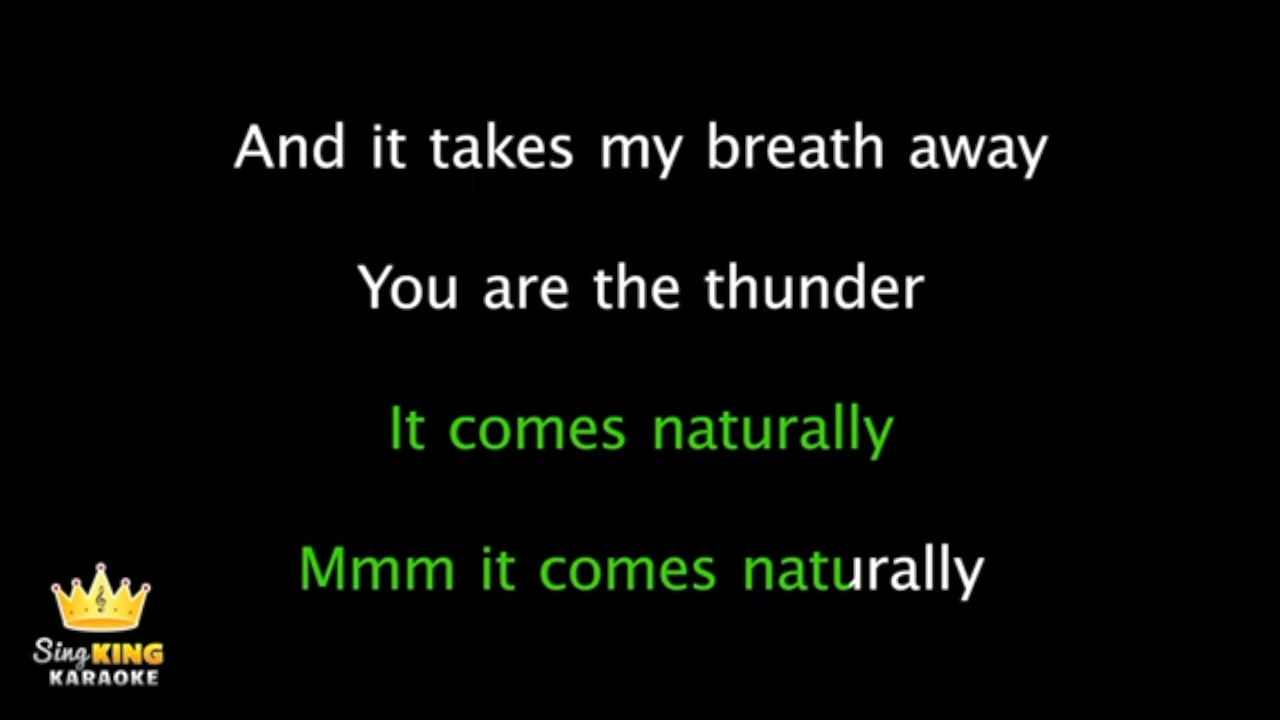 And it takes my breath away
You are the thunder
It comes naturally
Mmm it comes naturally
Sing KING
KARAOKE